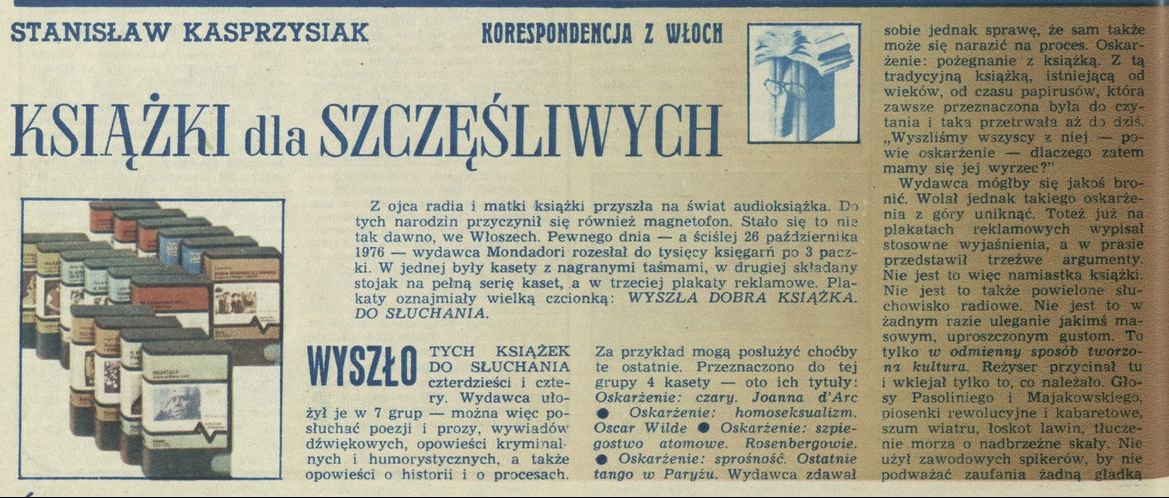 STANISŁAW KASPRZYSIAK
KORESPONDENCJA Z WŁOCH
KSIĄŻKI dla SZCZĘŚLIWYCH
Z ojca radia i matki książki przyszła na świat audioksiążka. Do
tych narodzin przyczynił się również magnetofon. Stało się to nie
tak dawno, we Włoszech. Pewnego dnia — a ściślej 26 października
1976 — wydawca Mondadori rozesłał do tysięcy księgarń po 3 pacz-
ki. W jednej były kasety z nagranymi taśmami, w drugiej składany
stojak na pełną serię kaset, a w trzeciej plakaty reklamowe. Pla-
katy oznajmiały wielką czcionką: WYSZŁA DOBRA KSIĄŻKA.
DO SŁUCHANIA.
WYSZŁO TYCH KSIĄŻEK
DO SŁUCHANIA
czterdzieści i czte-
ry. Wydawca uło-
żył je w 7 grup — można więc po-
słuchać poezji i prozy, wywiadów
dźwiękowych, opowieści kryminal-
nych i humorystycznych, a także
opowieści o historii i o procesach.
Za przykład mogą posłużyć choćby
te ostatnie. Przeznaczono do tej
grupy 4 kasety — oto ich tytuły:
Oskarżenie: czary. Joanna d'Arc
● Oskarżenie: homoseksualizm.
Oscar Wilde ● Oskarżenie: szpie-
gostwo atomowe. Rosenbergowie.
● Oskarżenie: sprośność. Ostatnie
tango w Paryżu. Wydawca zdawał
sobie jednak sprawę, że sam także
może się narazić na proces. Oskar-
żenie: pożegnanie z książką. Z tą
tradycyjną książką, istniejącą od
wieków, od czasu papirusów, która
zawsze przeznaczona była do czy-
tania i taka przetrwała aż do dziś.
„Wyszliśmy wszyscy z niej — po-
wie oskarżenie — dlaczego zatem
mamy się jej wyrzec?"
Wydawca mógłby się jakoś bro-
nić. Wolał jednak takiego oskarże-
nia z góry uniknąć. Toteż już na
plakatach reklamowych wypisał
stosowne wyjaśnienia, a w prasie
przedstawił trzeźwe argumenty.
Nie jest to więc namiastka książki.
Nie jest to także powielone słu-
chowisko radiowe. Nie jest to w
żadnym razie uleganie jakimś ma-
sowym, uproszczonym gustom. To
tylko w odmienny sposób tworzo-
na kultura. Reżyser przyciął tu
i wklejał tylko to, co należało. Gło-
sy Pasoliniego i Majakowskiego,
piosenki rewolucyjne i kabaretowe,
szum wiatru, łoskot lawin, tłucze-
nie morza o nadbrzeżne skały. Nie
użył zawodowych spikerów, by nie
podważać zaufania żadną gładką
MONTALE